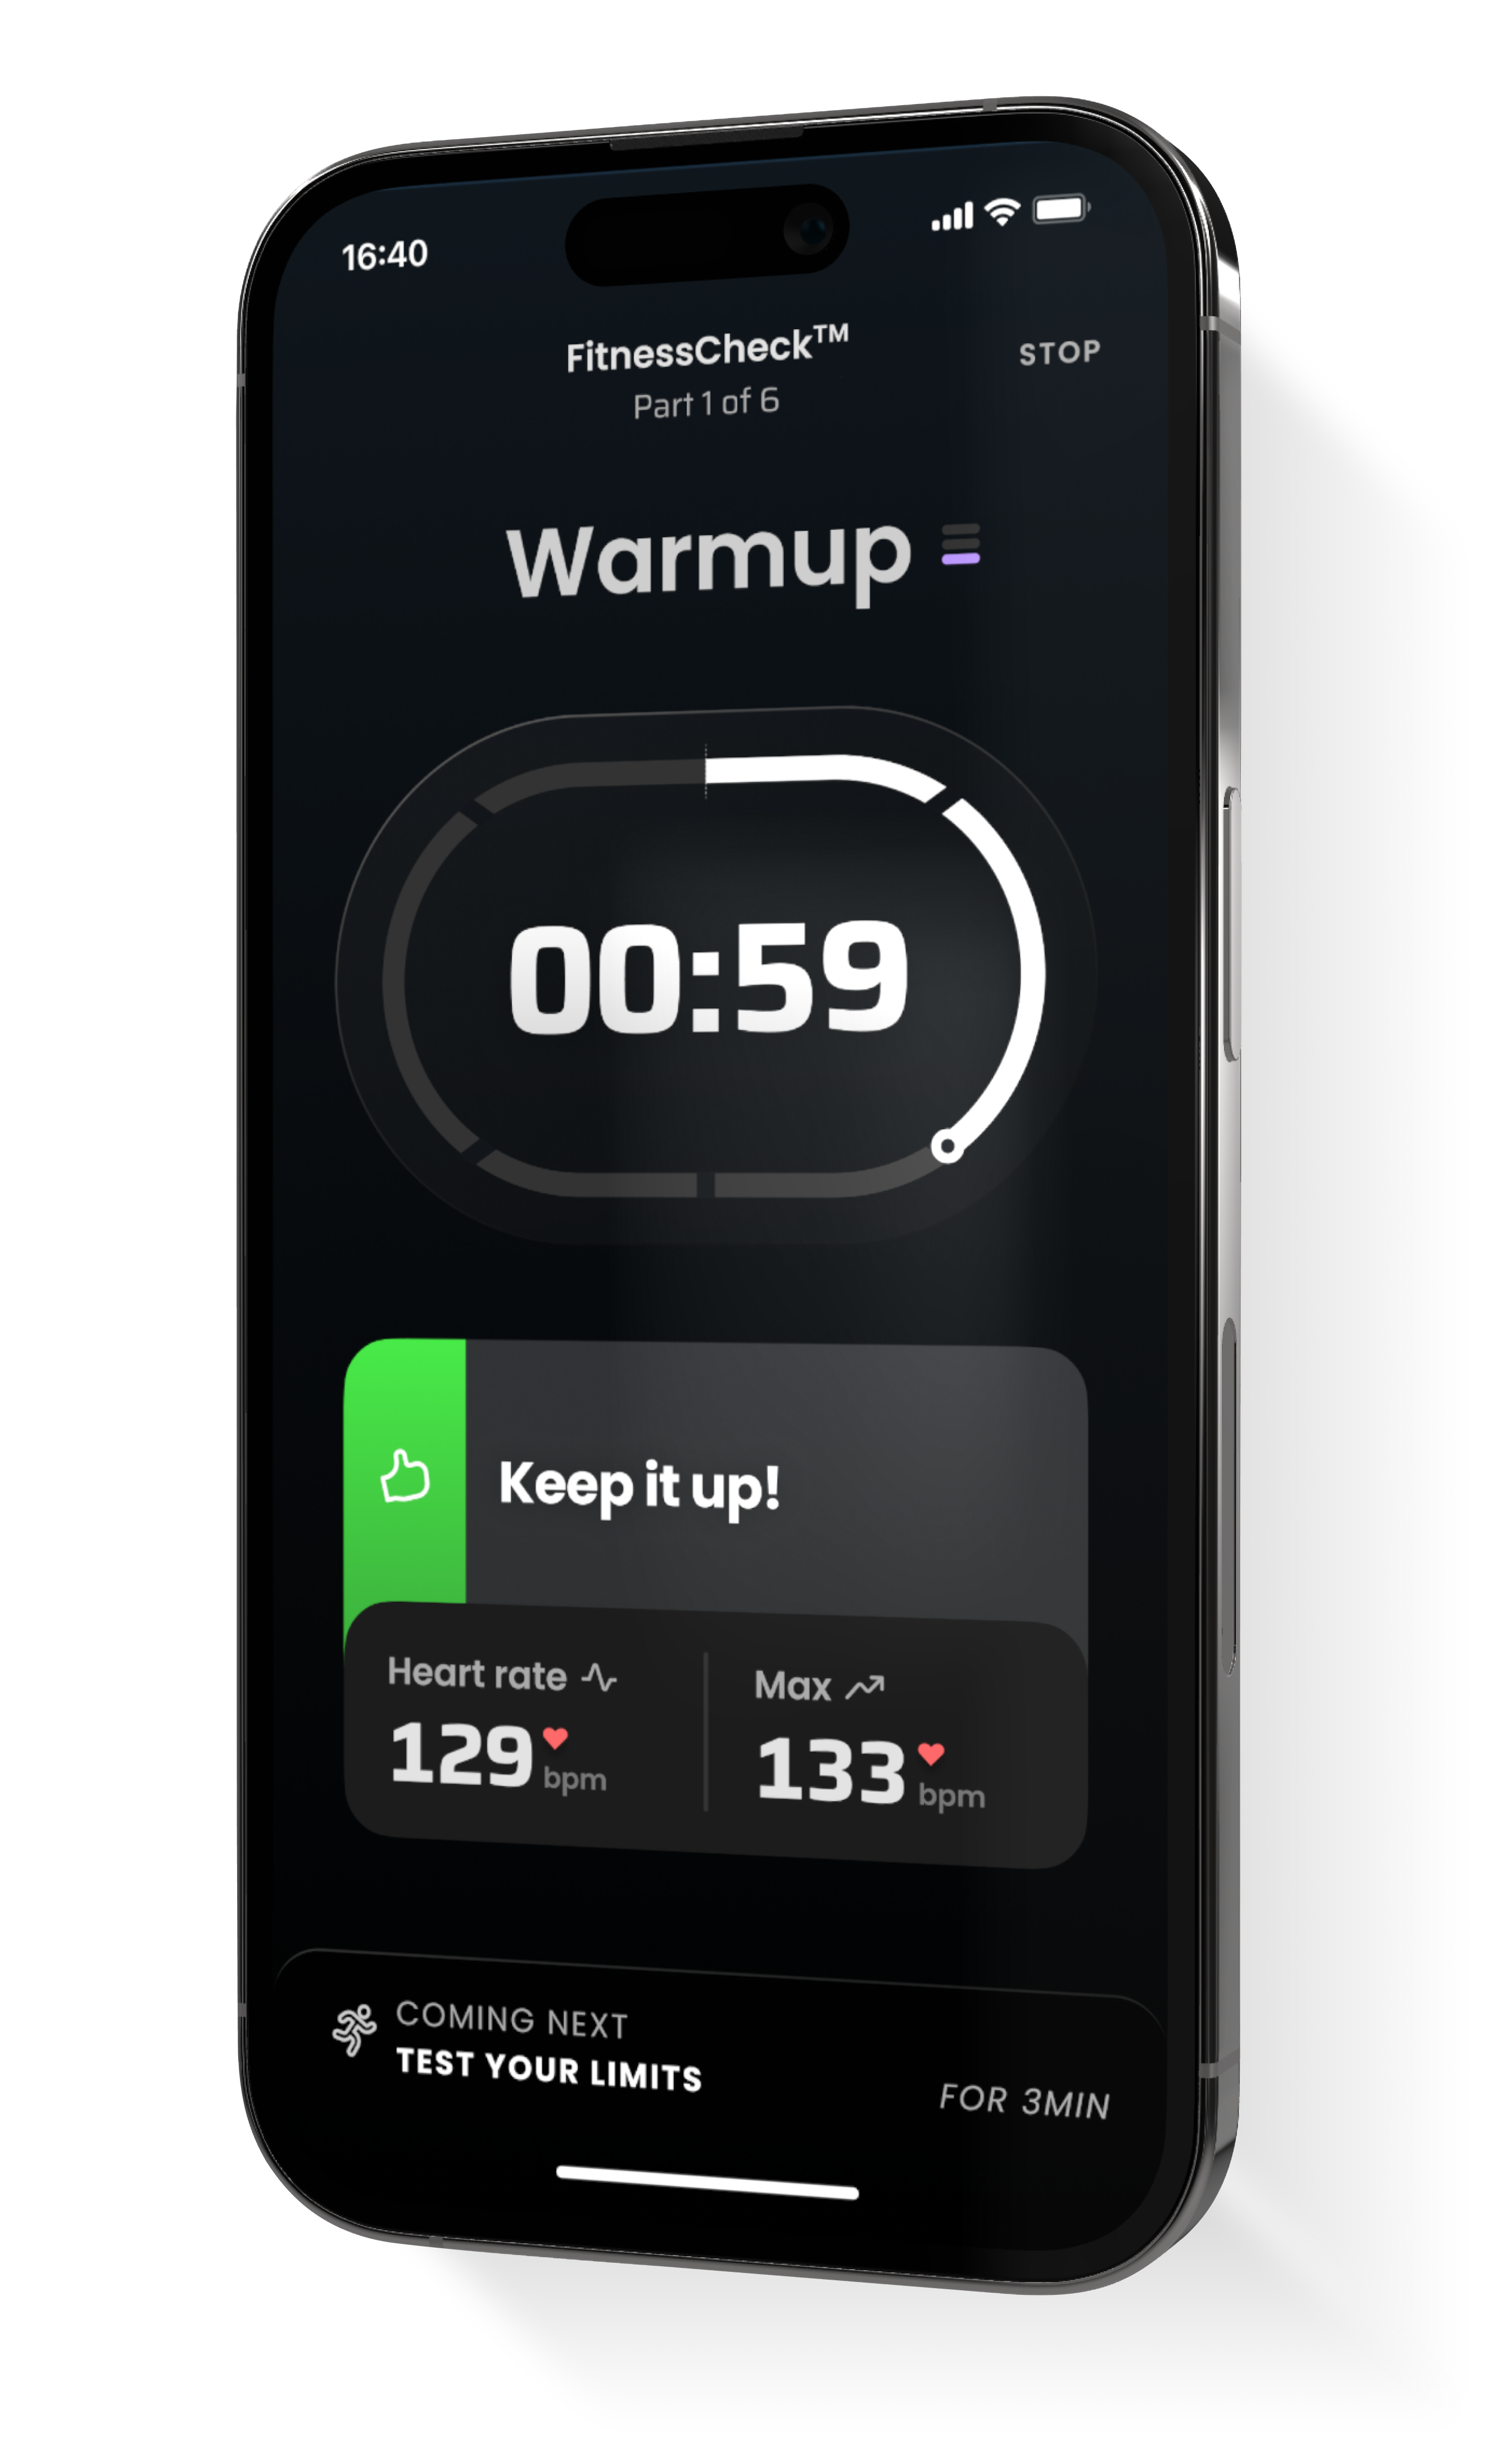 16:40
FitnessCheck™
STOP
Part 1 of 6
Warmup
00:59
Keep it up!
Heart rate
Max
129 bpm
133 bpm
COMING NEXT
TEST YOUR LIMITS
FOR 3MIN